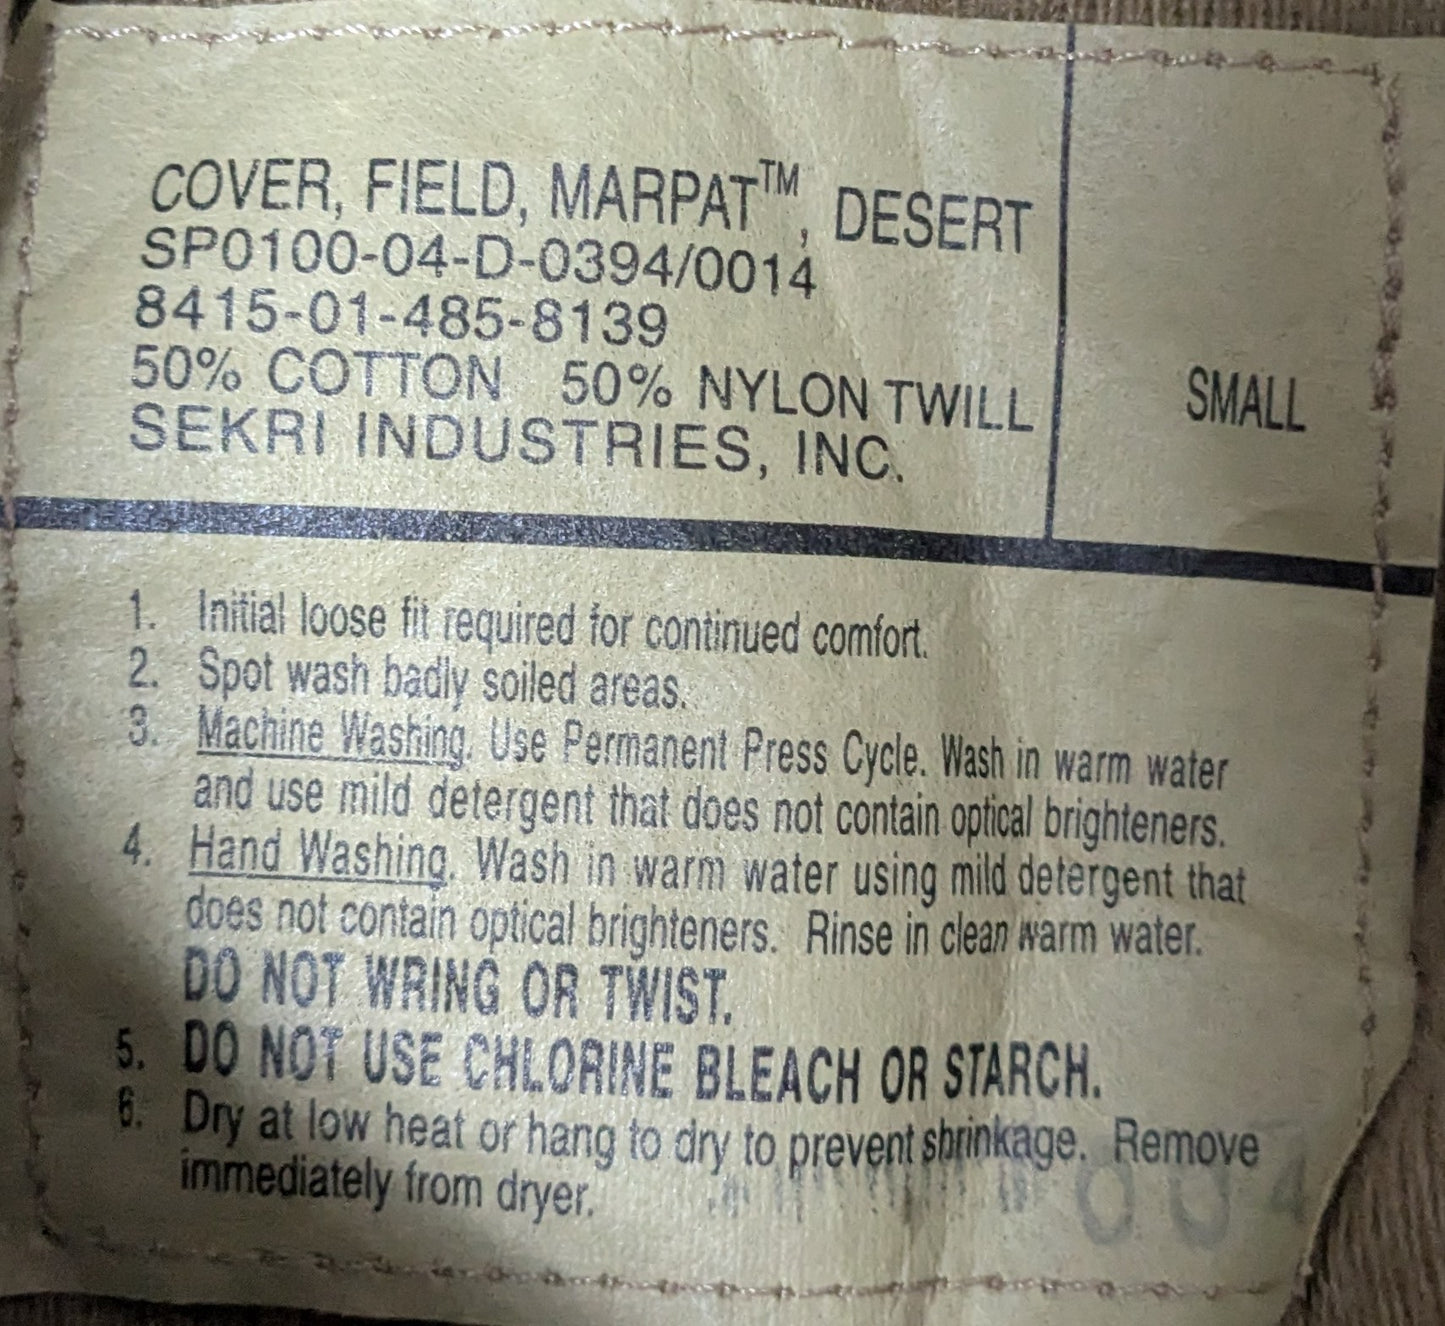 COVER, FIELD, MARPAT™, DESERT
SP0100-04-D-0394/0014
8415-01-485-8139
50% COTTON 50% NYLON TWILL
SEKRI INDUSTRIES, INC.
SMALL
1. Initial loose fit required for continued comfort.
2. Spot wash badly soiled areas.
3. Machine Washing. Use Permanent Press Cycle. Wash in warm water
and use mild detergent that does not contain optical brighteners.
4. Hand Washing. Wash in warm water using mild detergent that
does not contain optical brighteners. Rinse in clean warm water.
DO NOT WRING OR TWIST.
5. DO NOT USE CHLORINE BLEACH OR STARCH.
6. Dry at low heat or hang to dry to prevent shrinkage. Remove
immediately from dryer.